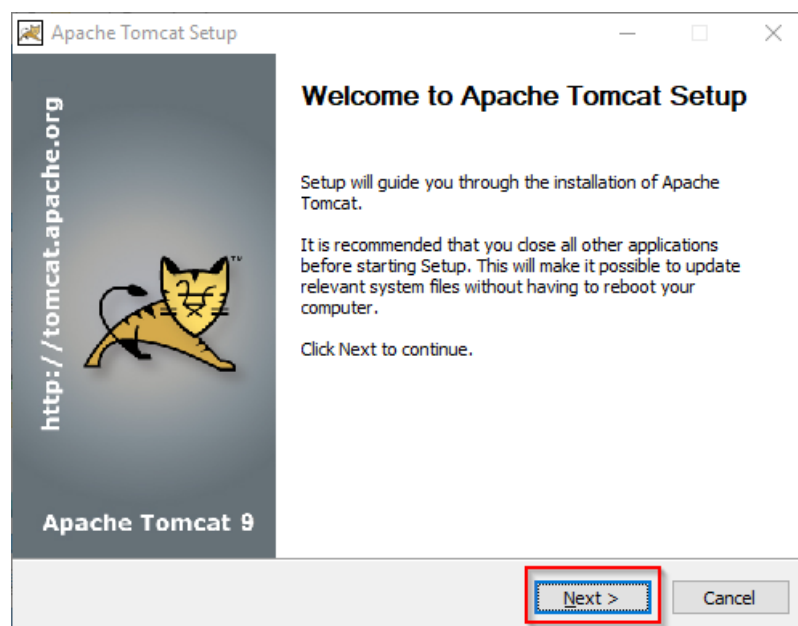 Apache Tomcat Setup
http://tomcat.apache.org
Apache Tomcat 9
Welcome to Apache Tomcat Setup
Setup will guide you through the installation of Apache
Tomcat.
It is recommended that you close all other applications
before starting Setup. This will make it possible to update
relevant system files without having to reboot your
computer.
Click Next to continue.
Next >
Cancel
TM